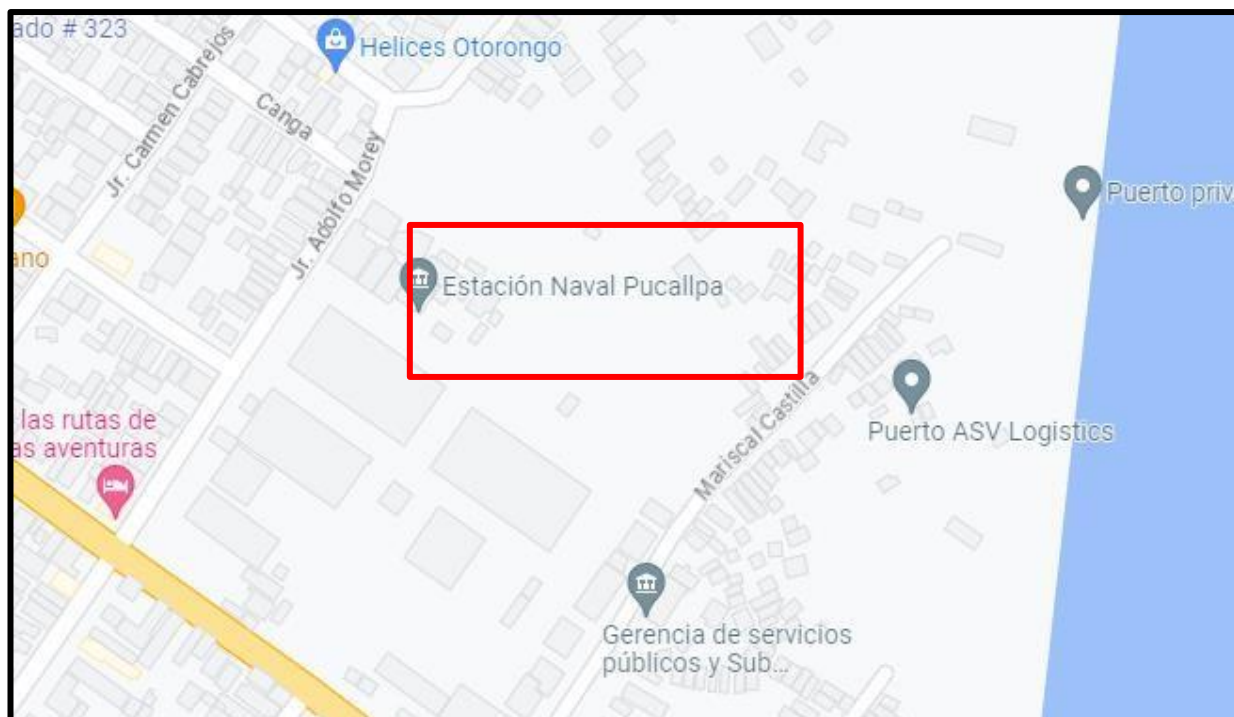 ado # 323
Helices Otorongo
Jr. Carmen Cabrejos
Canga
Jr. Adolfo Morey
Puerto priv
ano
Estación Naval Pucallpa
las rutas de
as aventuras
Mariscal Castilla
Puerto ASV Logistics
Gerencia de servicios
públicos y Sub...